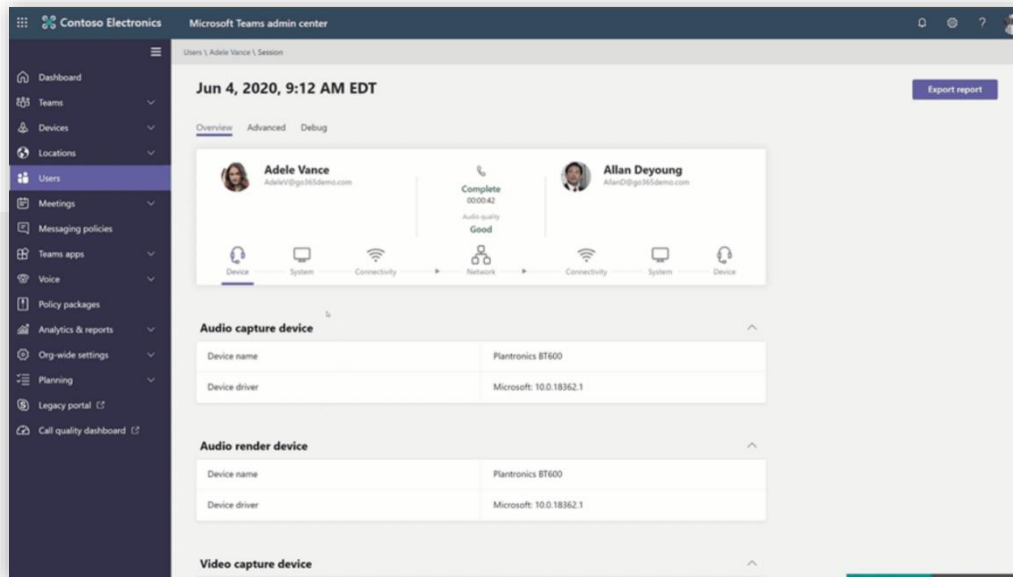 Contoso Electronics
Microsoft Teams admin center
?
Users \ Adele Vance \ Session
Dashboard
Teams
Devices
Locations
Users
Meetings
Messaging policies
Teams apps
Voice
Policy packages
Analytics & reports
Org-wide settings
Planning
Legacy portal
Call quality dashboard
Jun 4, 2020, 9:12 AM EDT
Export report
Overview Advanced Debug
Adele Vance
AdeleV@go365demo.com
Complete
00:00:42
Audio quality
Good
Allan Deyoung
AllanD@go365demo.com
Device System Connectivity Network Connectivity System Device
Audio capture device
Device name Plantronics BT600
Device driver Microsoft: 10.0.18362.1
Audio render device
Device name Plantronics BT600
Device driver Microsoft: 10.0.18362.1
Video capture device